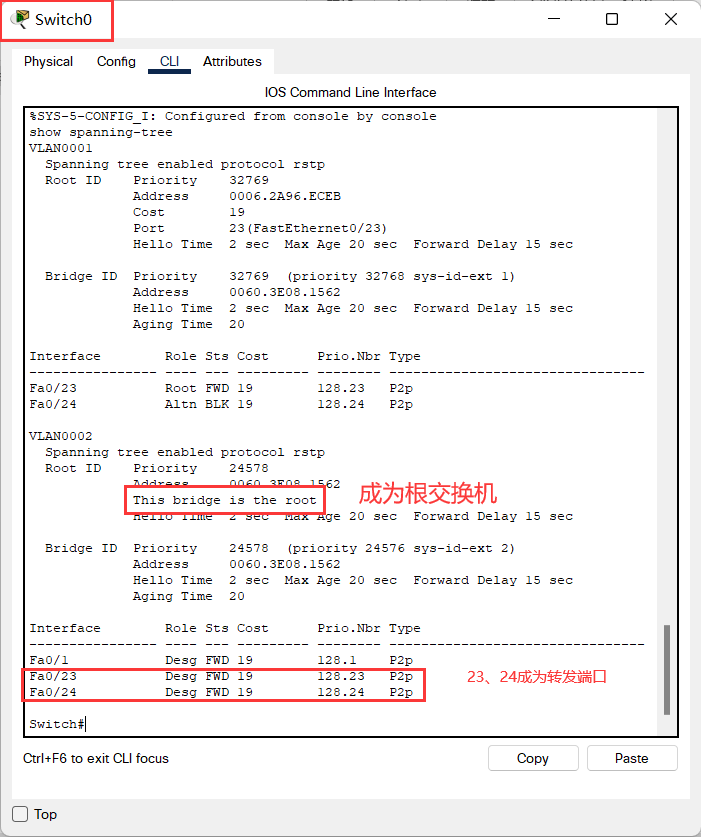 Switch0
Physical Config CLI Attributes
IOS Command Line Interface
%SYS-5-CONFIG_I: Configured from console by console
show spanning-tree
VLAN0001
Spanning tree enabled protocol rstp
Root ID Priority 32769
Address 0006.2A96.ECEB
Cost 19
Port 23(FastEthernet0/23)
Hello Time 2 sec Max Age 20 sec Forward Delay 15 sec
Bridge ID Priority 32769 (priority 32768 sys-id-ext 1)
Address 0060.3E08.1562
Hello Time 2 sec Max Age 20 sec Forward Delay 15 sec
Aging Time 20
Interface Role Sts Cost Prio.Nbr Type
---------------- ---- --- --------- -------- --------------------------------
Fa0/23 Root FWD 19 128.23 P2p
Fa0/24 Altn BLK 19 128.24 P2p
VLAN0002
Spanning tree enabled protocol rstp
Root ID Priority 24578
Address 0060.3E08.1562
This bridge is the root 成为根交换机
Hello Time 2 sec Max Age 20 sec Forward Delay 15 sec
Bridge ID Priority 24578 (priority 24576 sys-id-ext 2)
Address 0060.3E08.1562
Hello Time 2 sec Max Age 20 sec Forward Delay 15 sec
Aging Time 20
Interface Role Sts Cost Prio.Nbr Type
---------------- ---- --- --------- -------- --------------------------------
Fa0/1 Desg FWD 19 128.1 P2p
Fa0/23 Desg FWD 19 128.23 P2p 23、24成为转发端口
Fa0/24 Desg FWD 19 128.24 P2p
Switch#
Ctrl+F6 to exit CLI focus Copy Paste
Top